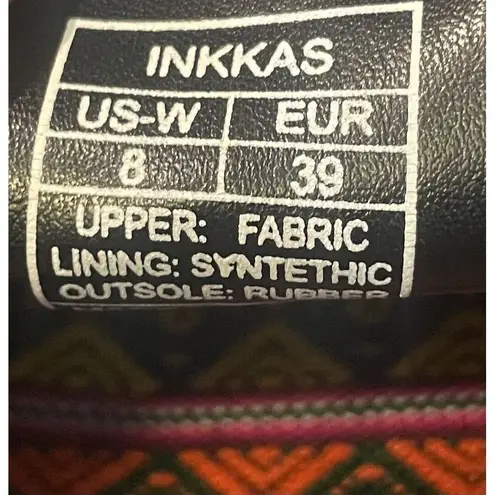 INKKAS
US-W EUR
8 39
UPPER: FABRIC
LINING: SYNTETHIC
OUTSOLE: RUBBER